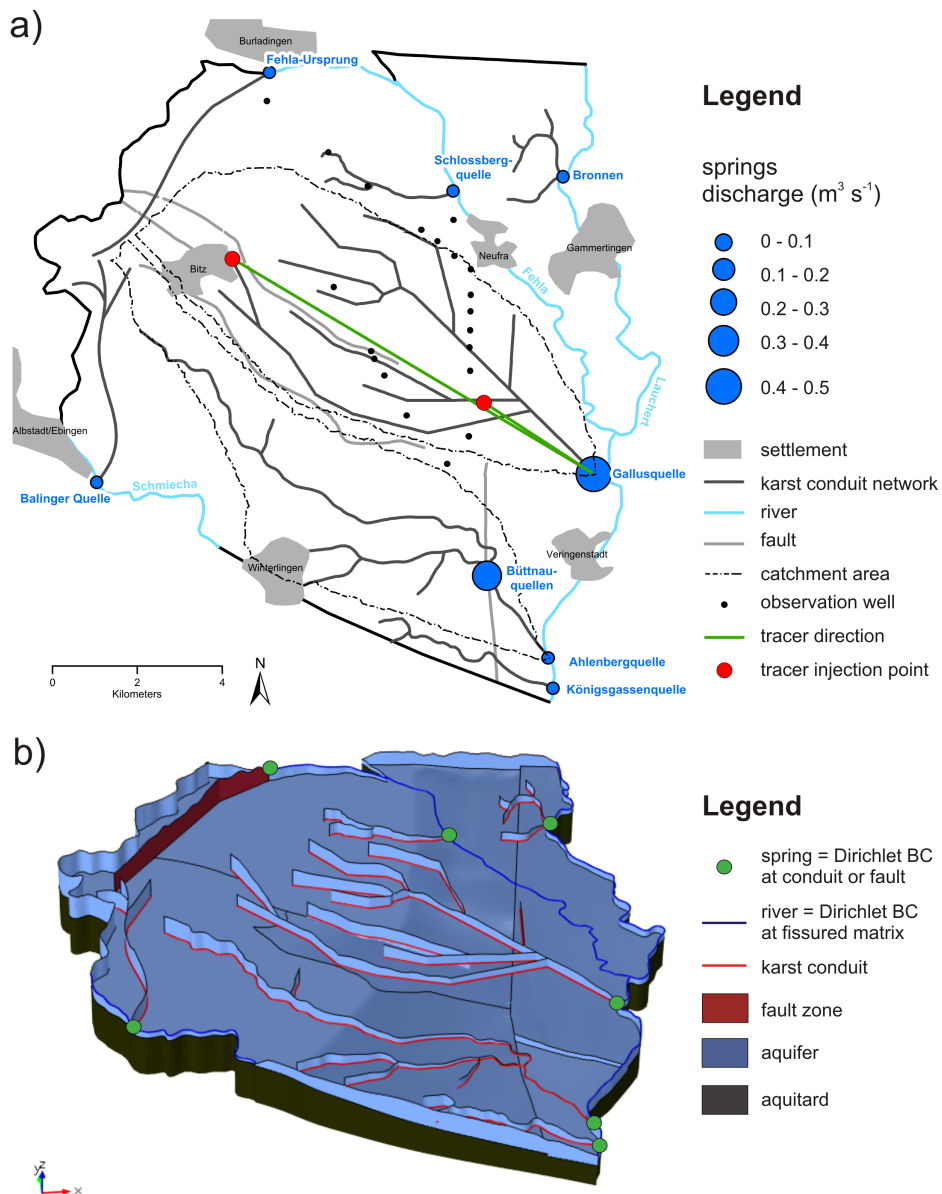 a)
Burladingen
Fehla-Ursprung
Schlossberg-
quelle
Bronnen
Neufra
Gammertingen
Bitz
Fehla
Lauchert
Albstadt/Ebingen
Gallusquelle
Balinger Quelle
Schmiecha
Winterlingen
Veringenstadt
Büttnau-
quellen
Ahlenbergquelle
Königsgassenquelle
0 2 4
Kilometers
N
Legend
springs
discharge (m³ s⁻¹)
0 - 0.1
0.1 - 0.2
0.2 - 0.3
0.3 - 0.4
0.4 - 0.5
settlement
karst conduit network
river
fault
catchment area
observation well
tracer direction
tracer injection point
b)
Legend
spring = Dirichlet BC
at conduit or fault
river = Dirichlet BC
at fissured matrix
karst conduit
fault zone
aquifer
aquitard
y z
x